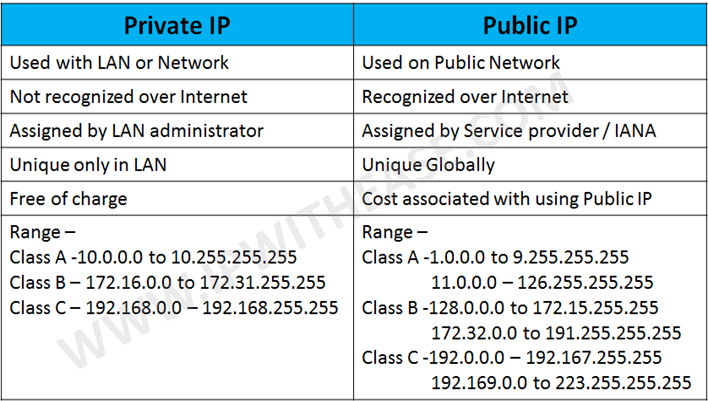 Private IP
Public IP
Used with LAN or Network
Used on Public Network
Not recognized over Internet
Recognized over Internet
Assigned by LAN administrator
Assigned by Service provider / IANA
Unique only in LAN
Unique Globally
Free of charge
Cost associated with using Public IP
Range –
Class A -10.0.0.0 to 10.255.255.255
Class B – 172.16.0.0 to 172.31.255.255
Class C – 192.168.0.0 – 192.168.255.255
Range –
Class A -1.0.0.0 to 9.255.255.255
11.0.0.0 – 126.255.255.255
Class B -128.0.0.0 to 172.15.255.255
172.32.0.0 to 191.255.255.255
Class C -192.0.0.0 – 192.167.255.255
192.169.0.0 to 223.255.255.255
WWW.IPWITHEASE.COM